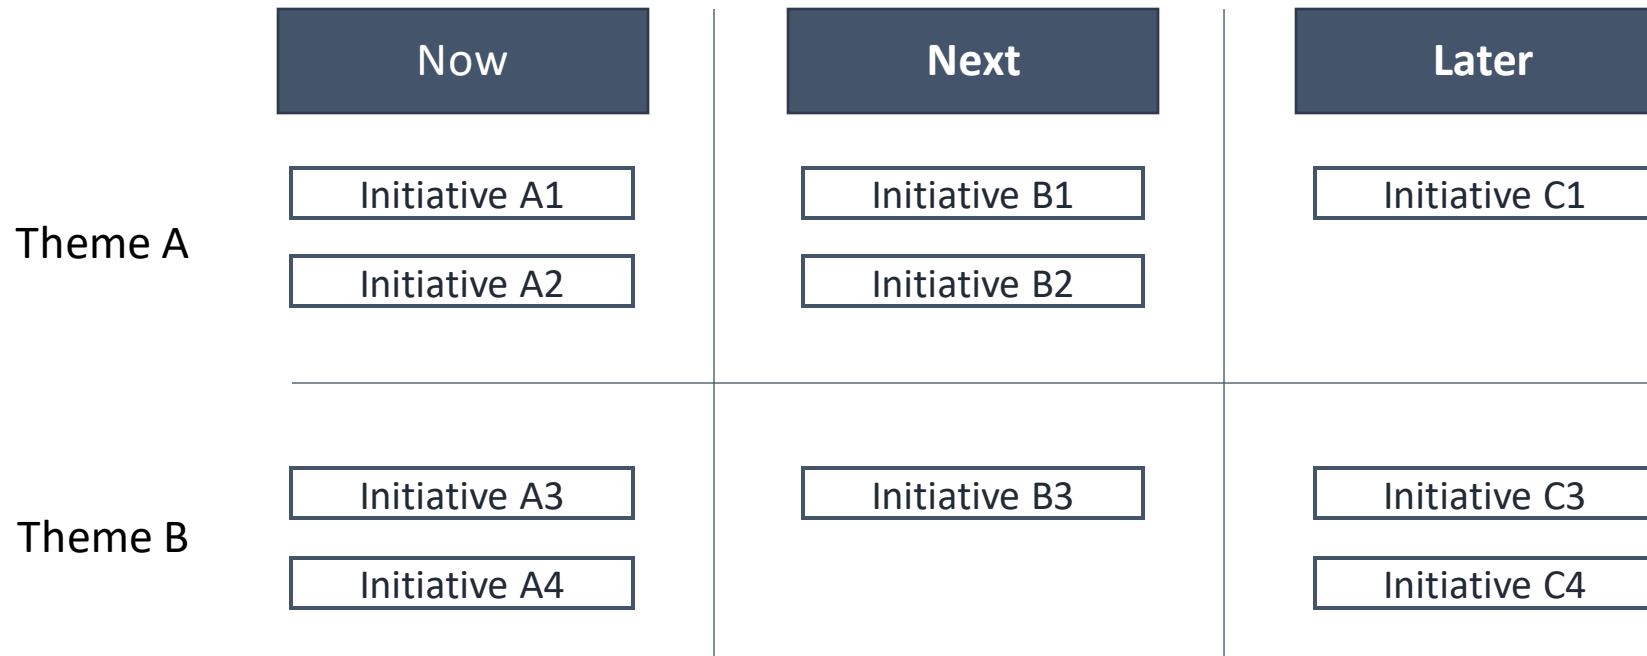 Now Next Later
Theme A
Initiative A1 Initiative B1 Initiative C1
Initiative A2 Initiative B2
Theme B
Initiative A3 Initiative B3 Initiative C3
Initiative A4 Initiative C4